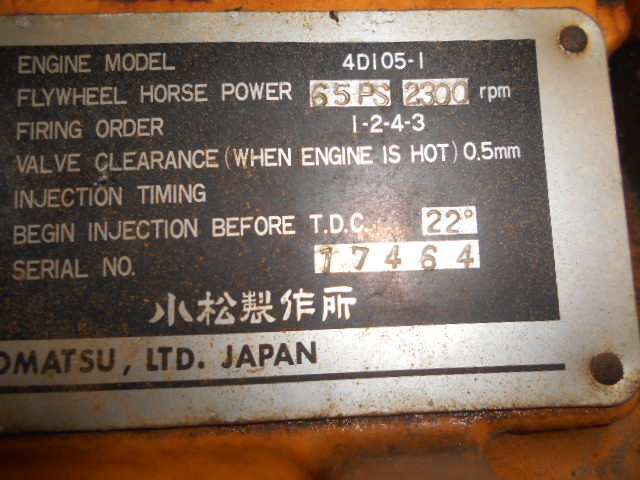 ENGINE MODEL 4D105-1
FLYWHEEL HORSE POWER 65PS 2300 rpm
FIRING ORDER 1-2-4-3
VALVE CLEARANCE (WHEN ENGINE IS HOT) 0.5mm
INJECTION TIMING
BEGIN INJECTION BEFORE T.D.C. 22°
SERIAL NO. 17464
小松製作所
OMATSU, LTD. JAPAN